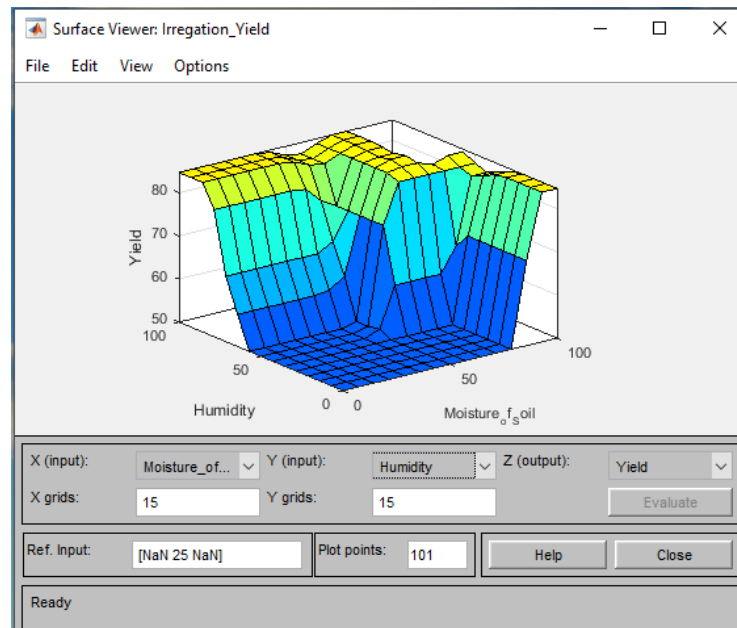 Surface Viewer: Irregation_Yield
File Edit View Options
80
70
60
50
Yield
100
50
0
Humidity
0
50
100
Moisture_of_Soil
X (input): Moisture_of... Y (input): Humidity Z (output): Yield
X grids: 15 Y grids: 15 Evaluate
Ref. Input: [NaN 25 NaN] Plot points: 101 Help Close
Ready